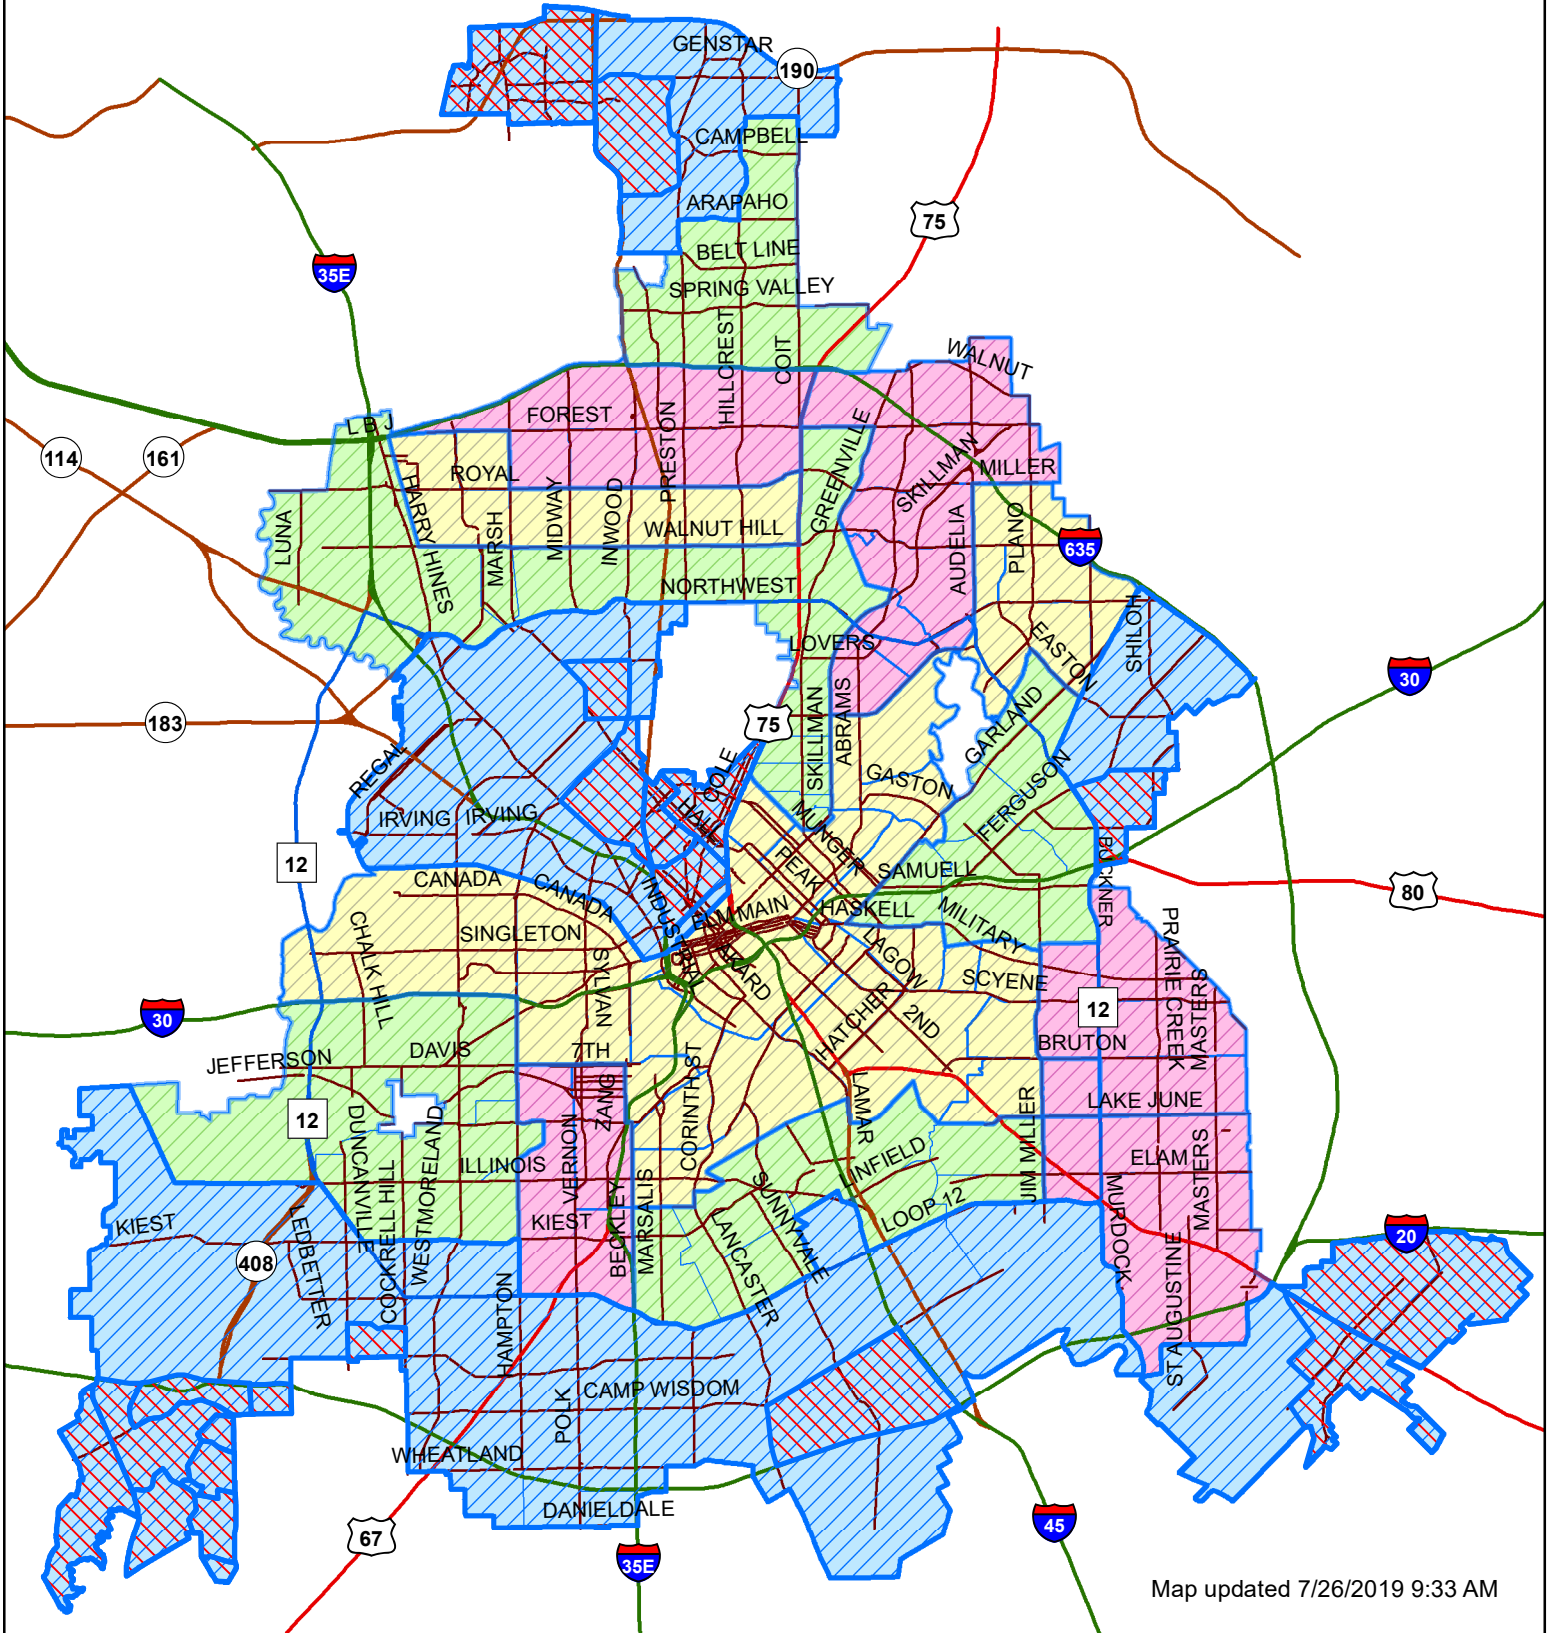 GENSTAR
190
CAMPBELL
ARAPAHO
75
BELT LINE
35E
SPRING VALLEY
HILLCREST
COIT
WALNUT
L B J
FOREST
PRESTON
GREENVILLE
114
161
ROYAL
SKILLMAN
MILLER
HARRY HINES
LUNA
MARSH
MIDWAY
INWOOD
WALNUT HILL
AUDELIA
PLANO
635
NORTHWEST
SHILOH
LOVERS
EASTON
30
183
75
SKILLMAN
ABRAMS
GARLAND
REGAL
COLE
GASTON
FERGUSON
IRVING
IRVING
HALL
MUNGER
12
PEAK
SAMUELL
BUCKNER
80
CANADA
CANADA
INDUSTRIAL
ELM
MAIN
HASKELL
MILITARY
CHALK HILL
SINGLETON
SYLVAN
AKARD
LAGOW
SCYENE
PRAIRIE CREEK
MASTERS
30
12
HATCHER
2ND
JEFFERSON
DAVIS
7TH
BRUTON
12
ZANG
CORINTH ST
LAMAR
JIM MILLER
LAKE JUNE
DUNCANVILLE
COCKRELL HILL
WESTMORELAND
ILLINOIS
VERNON
LINFIELD
ELAM
MASTERS
KIEST
LEDBETTER
KIEST
BECKLEY
MARSALIS
LANCASTER
SUNNYVALE
LOOP 12
MURDOCK
20
408
HAMPTON
ST AUGUSTINE
CAMP WISDOM
POLK
WHEATLAND
DANIELDALE
67
35E
45
Map updated 7/26/2019 9:33 AM